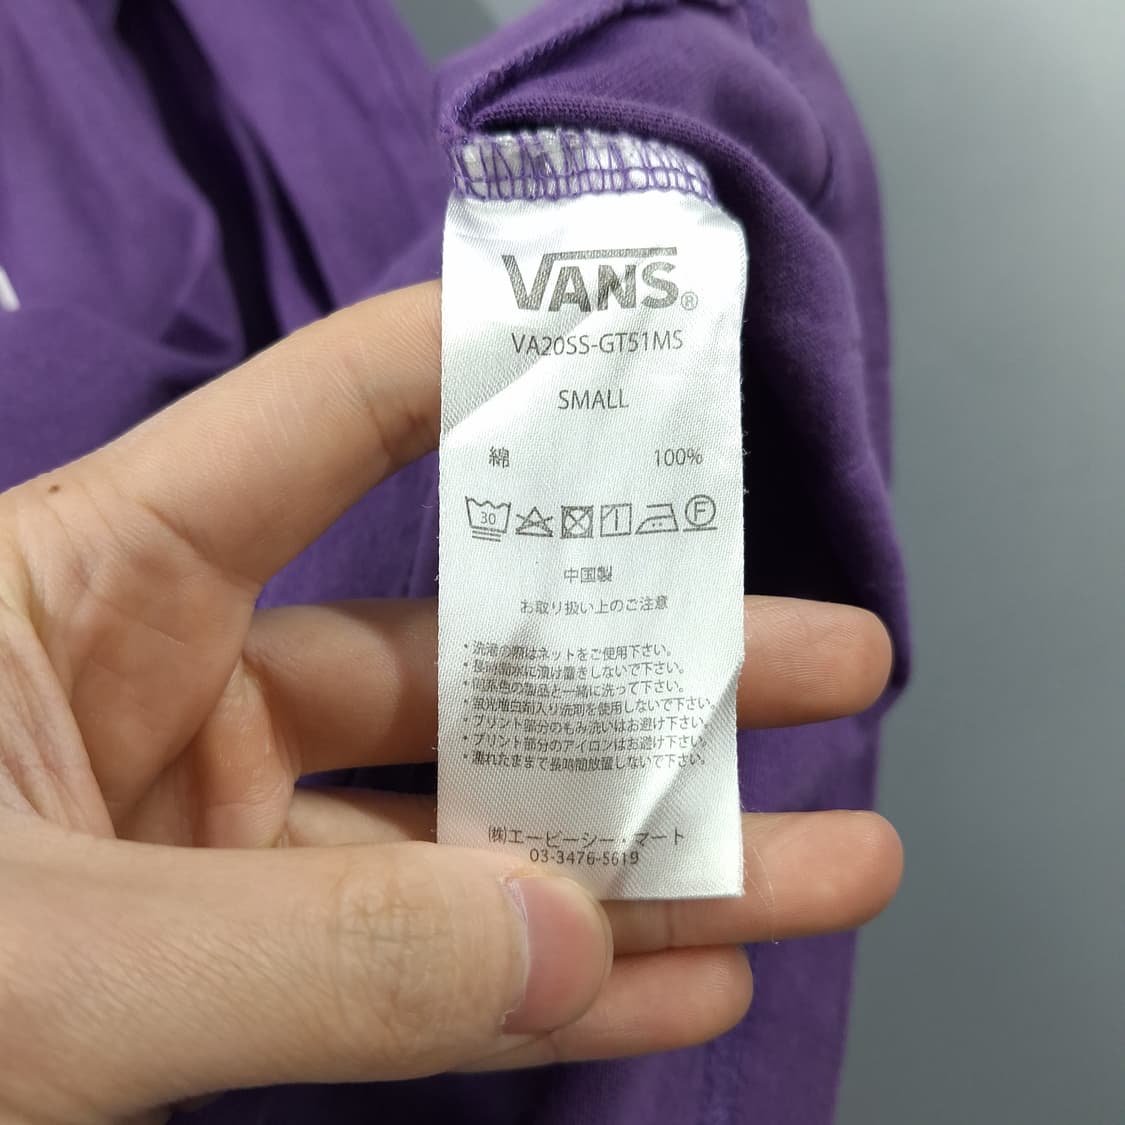 VANS®
VA20SS-GT51MS
SMALL
綿 100%
30 F
中国製
お取り扱い上のご注意
・洗濯の際はネットをご使用下さい。
・長時間水に漬け置きしないで下さい。
・同系色の製品と一緒に洗って下さい。
・蛍光増白剤入り洗剤を使用しないで下さい。
・プリント部分のもみ洗いはお避け下さい。
・プリント部分のアイロンはお避け下さい。
・濡れたままで長時間放置しないで下さい。
㈱エービーシー・マート
03-3476-5619